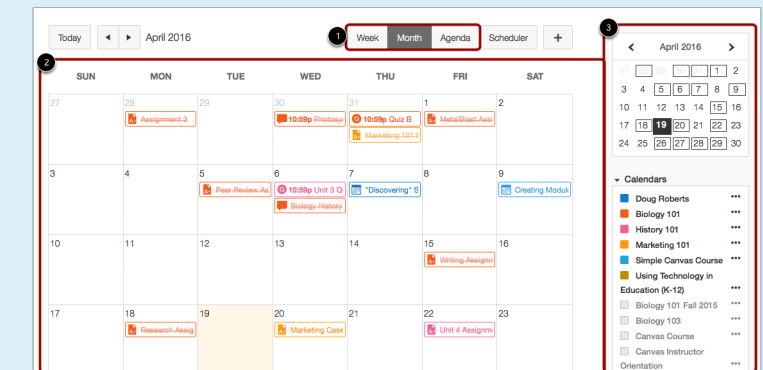 1
3
Today ◀ ▶ April 2016 Week Month Agenda Scheduler +
2
SUN MON TUE WED THU FRI SAT
27 28 29 30 31 1 2
Assignment 2 10:59p Photosy 10:59p Quiz B MetalBlast Assi
Marketing 101
3 4 5 6 7 8 9
Peer Review As 10:59p Unit 3 Q "Discovering" S Creating Modul
Biology History
10 11 12 13 14 15 16
Writing Assignm
17 18 19 20 21 22 23
Research Assig Marketing Case Unit 4 Assignm
April 2016
27 28 29 30 31 1 2
3 4 5 6 7 8 9
10 11 12 13 14 15 16
17 18 19 20 21 22 23
24 25 26 27 28 29 30
Calendars
Doug Roberts
Biology 101
History 101
Marketing 101
Simple Canvas Course
Using Technology in
Education (K-12)
Biology 101 Fall 2015
Biology 103
Canvas Course
Canvas Instructor
Orientation